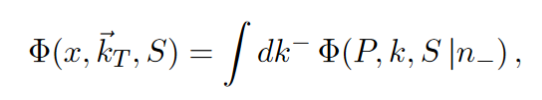 Φ(x, k⃗_T, S) = ∫ dk⁻ Φ(P, k, S |n₋) ,